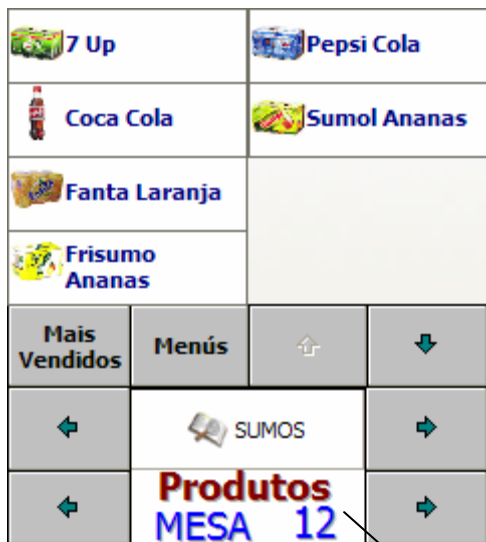 7 Up
Pepsi Cola
Coca Cola
Sumol Ananas
Fanta Laranja
Frisumo
Ananas
Mais
Vendidos
Menús
SUMOS
Produtos
MESA 12